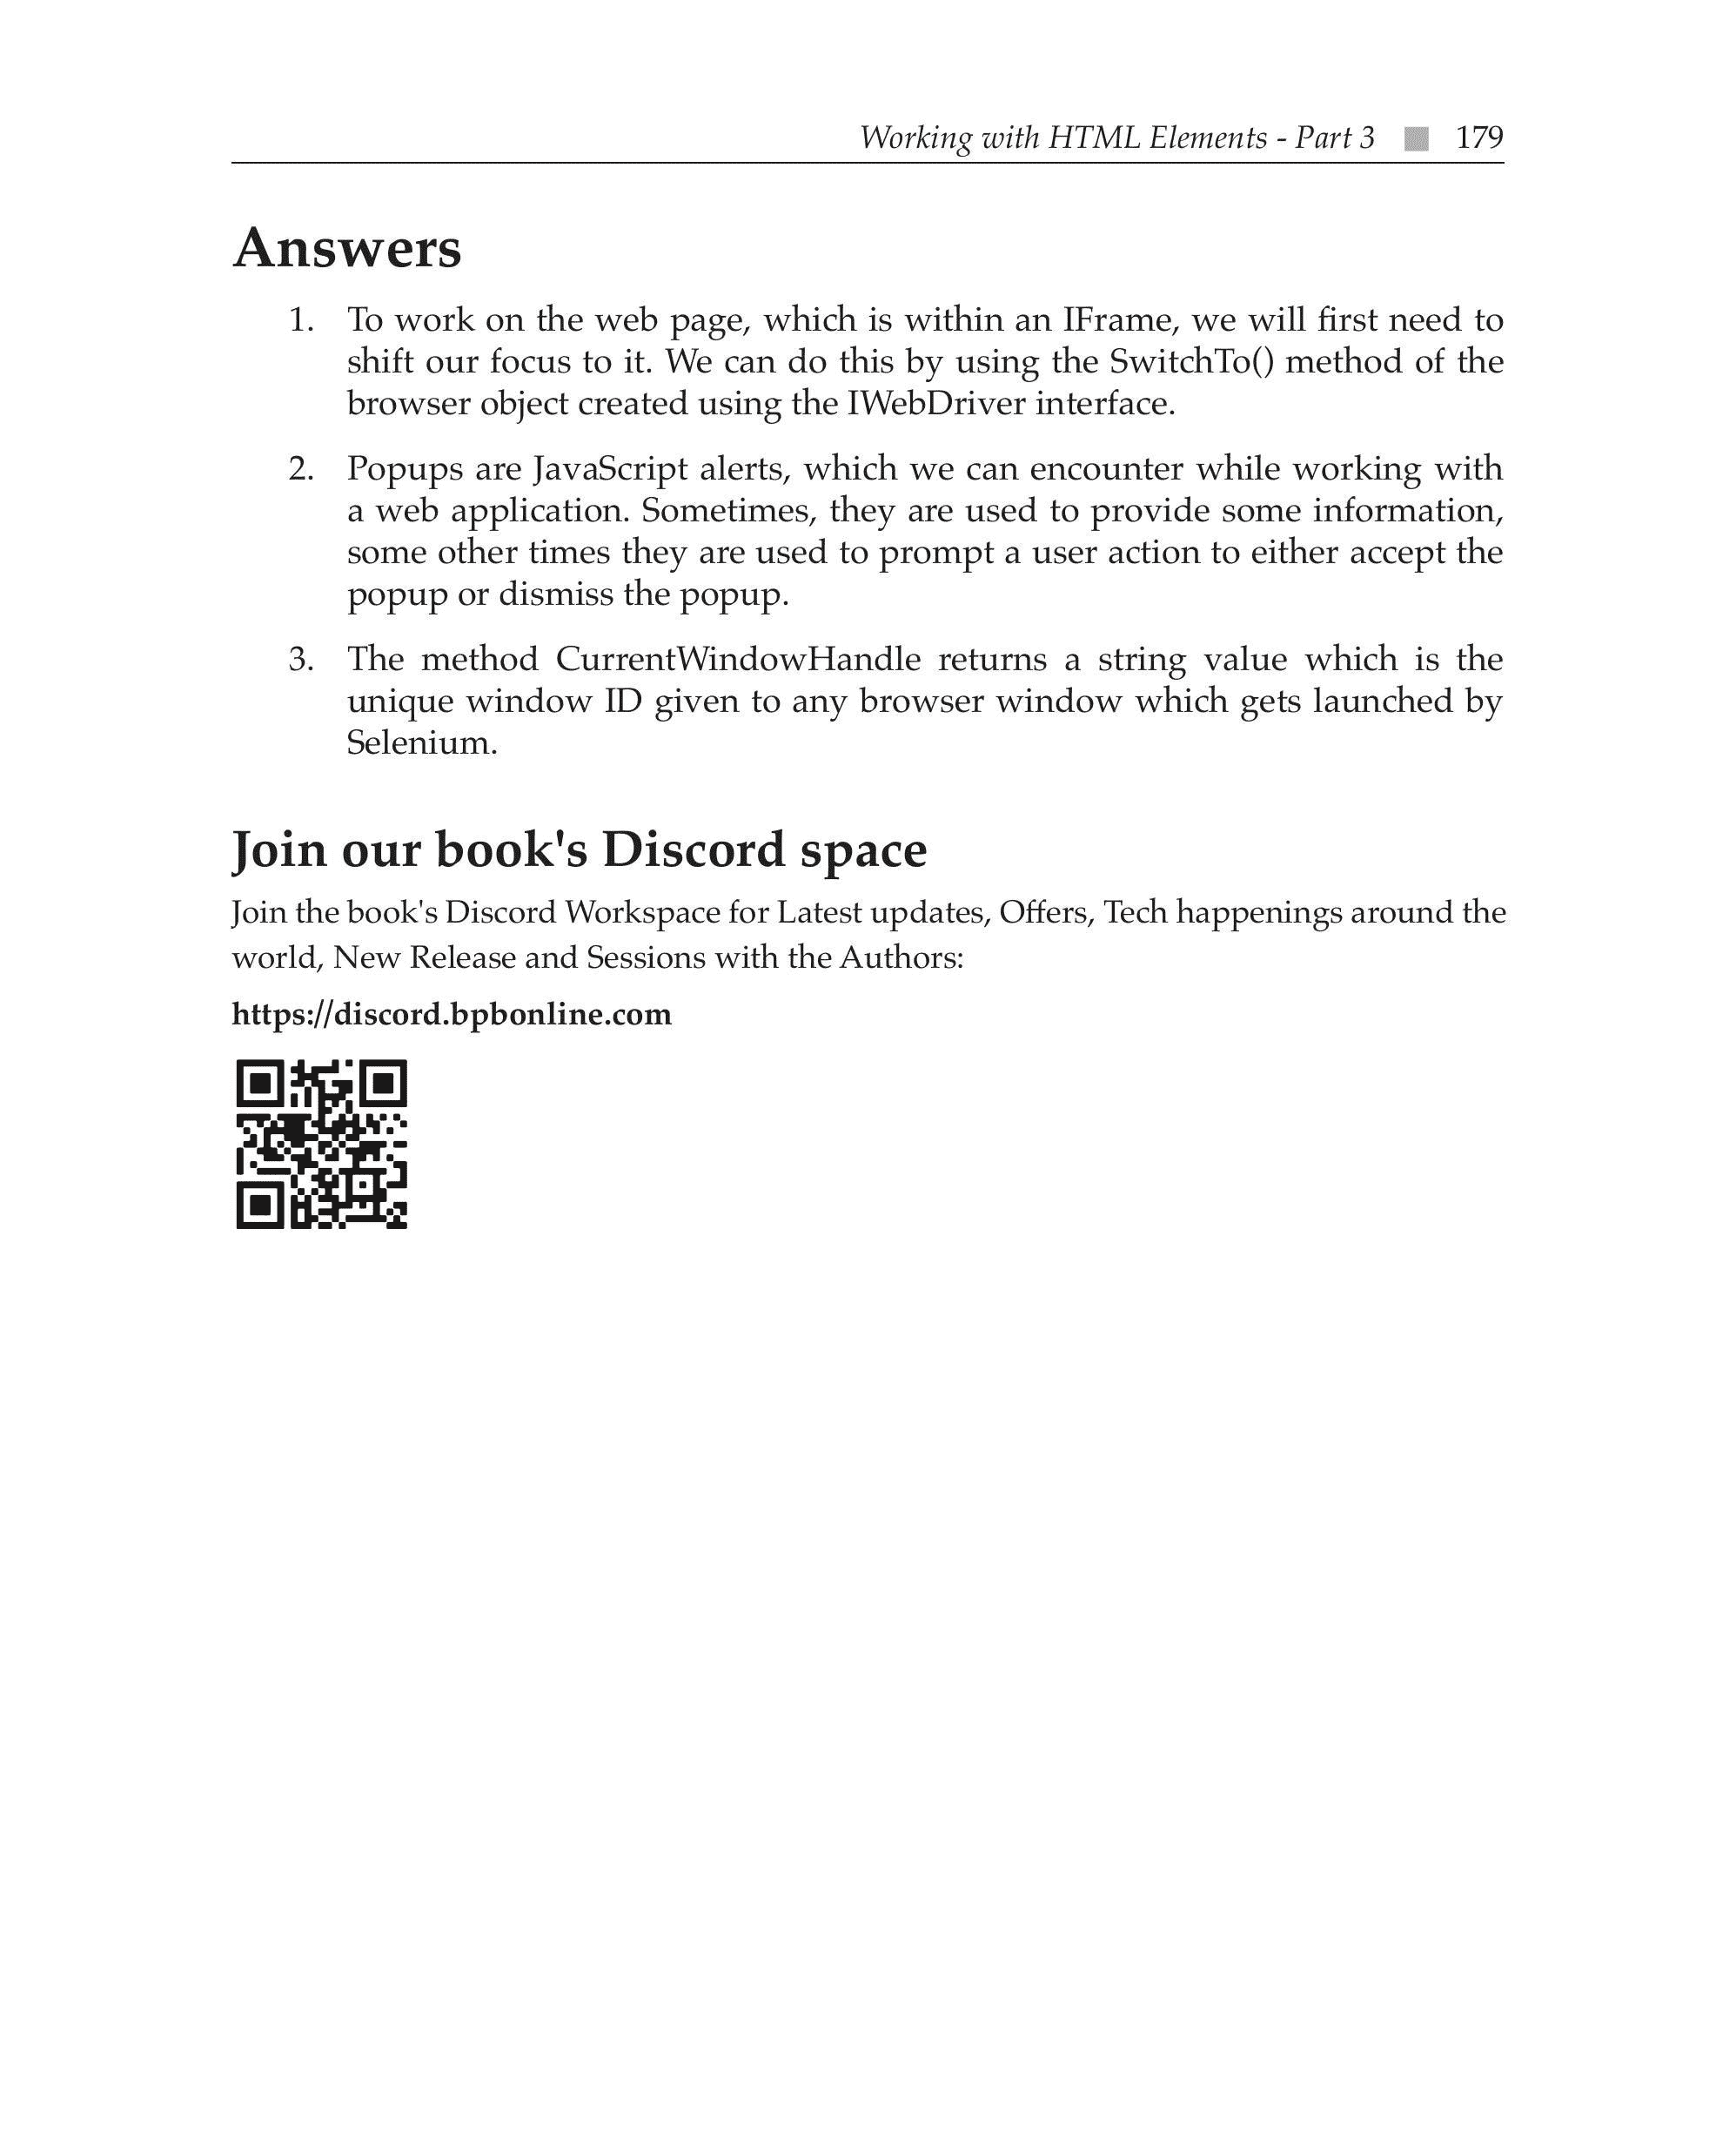 Working with HTML Elements - Part 3 179
Answers
1. To work on the web page, which is within an IFrame, we will first need to
shift our focus to it. We can do this by using the SwitchTo() method of the
browser object created using the IWebDriver interface.
2. Popups are JavaScript alerts, which we can encounter while working with
a web application. Sometimes, they are used to provide some information,
some other times they are used to prompt a user action to either accept the
popup or dismiss the popup.
3. The method CurrentWindowHandle returns a string value which is the
unique window ID given to any browser window which gets launched by
Selenium.
Join our book's Discord space
Join the book's Discord Workspace for Latest updates, Offers, Tech happenings around the
world, New Release and Sessions with the Authors:
https://discord.bpbonline.com